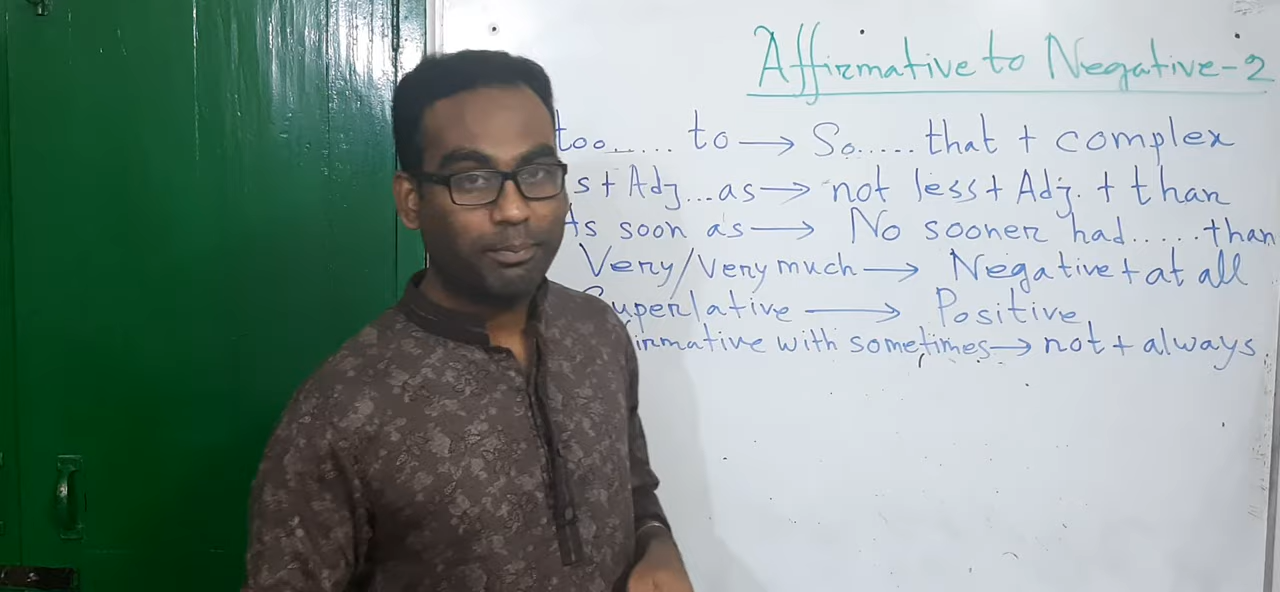 Affirmative to Negative-2
too...... to → So..... that + complex
s + Adj...as → not less + Adj. + than
As soon as → No sooner had.....than
Very/Very much → Negative + at all
Superlative → Positive
irmative with sometimes → not + always